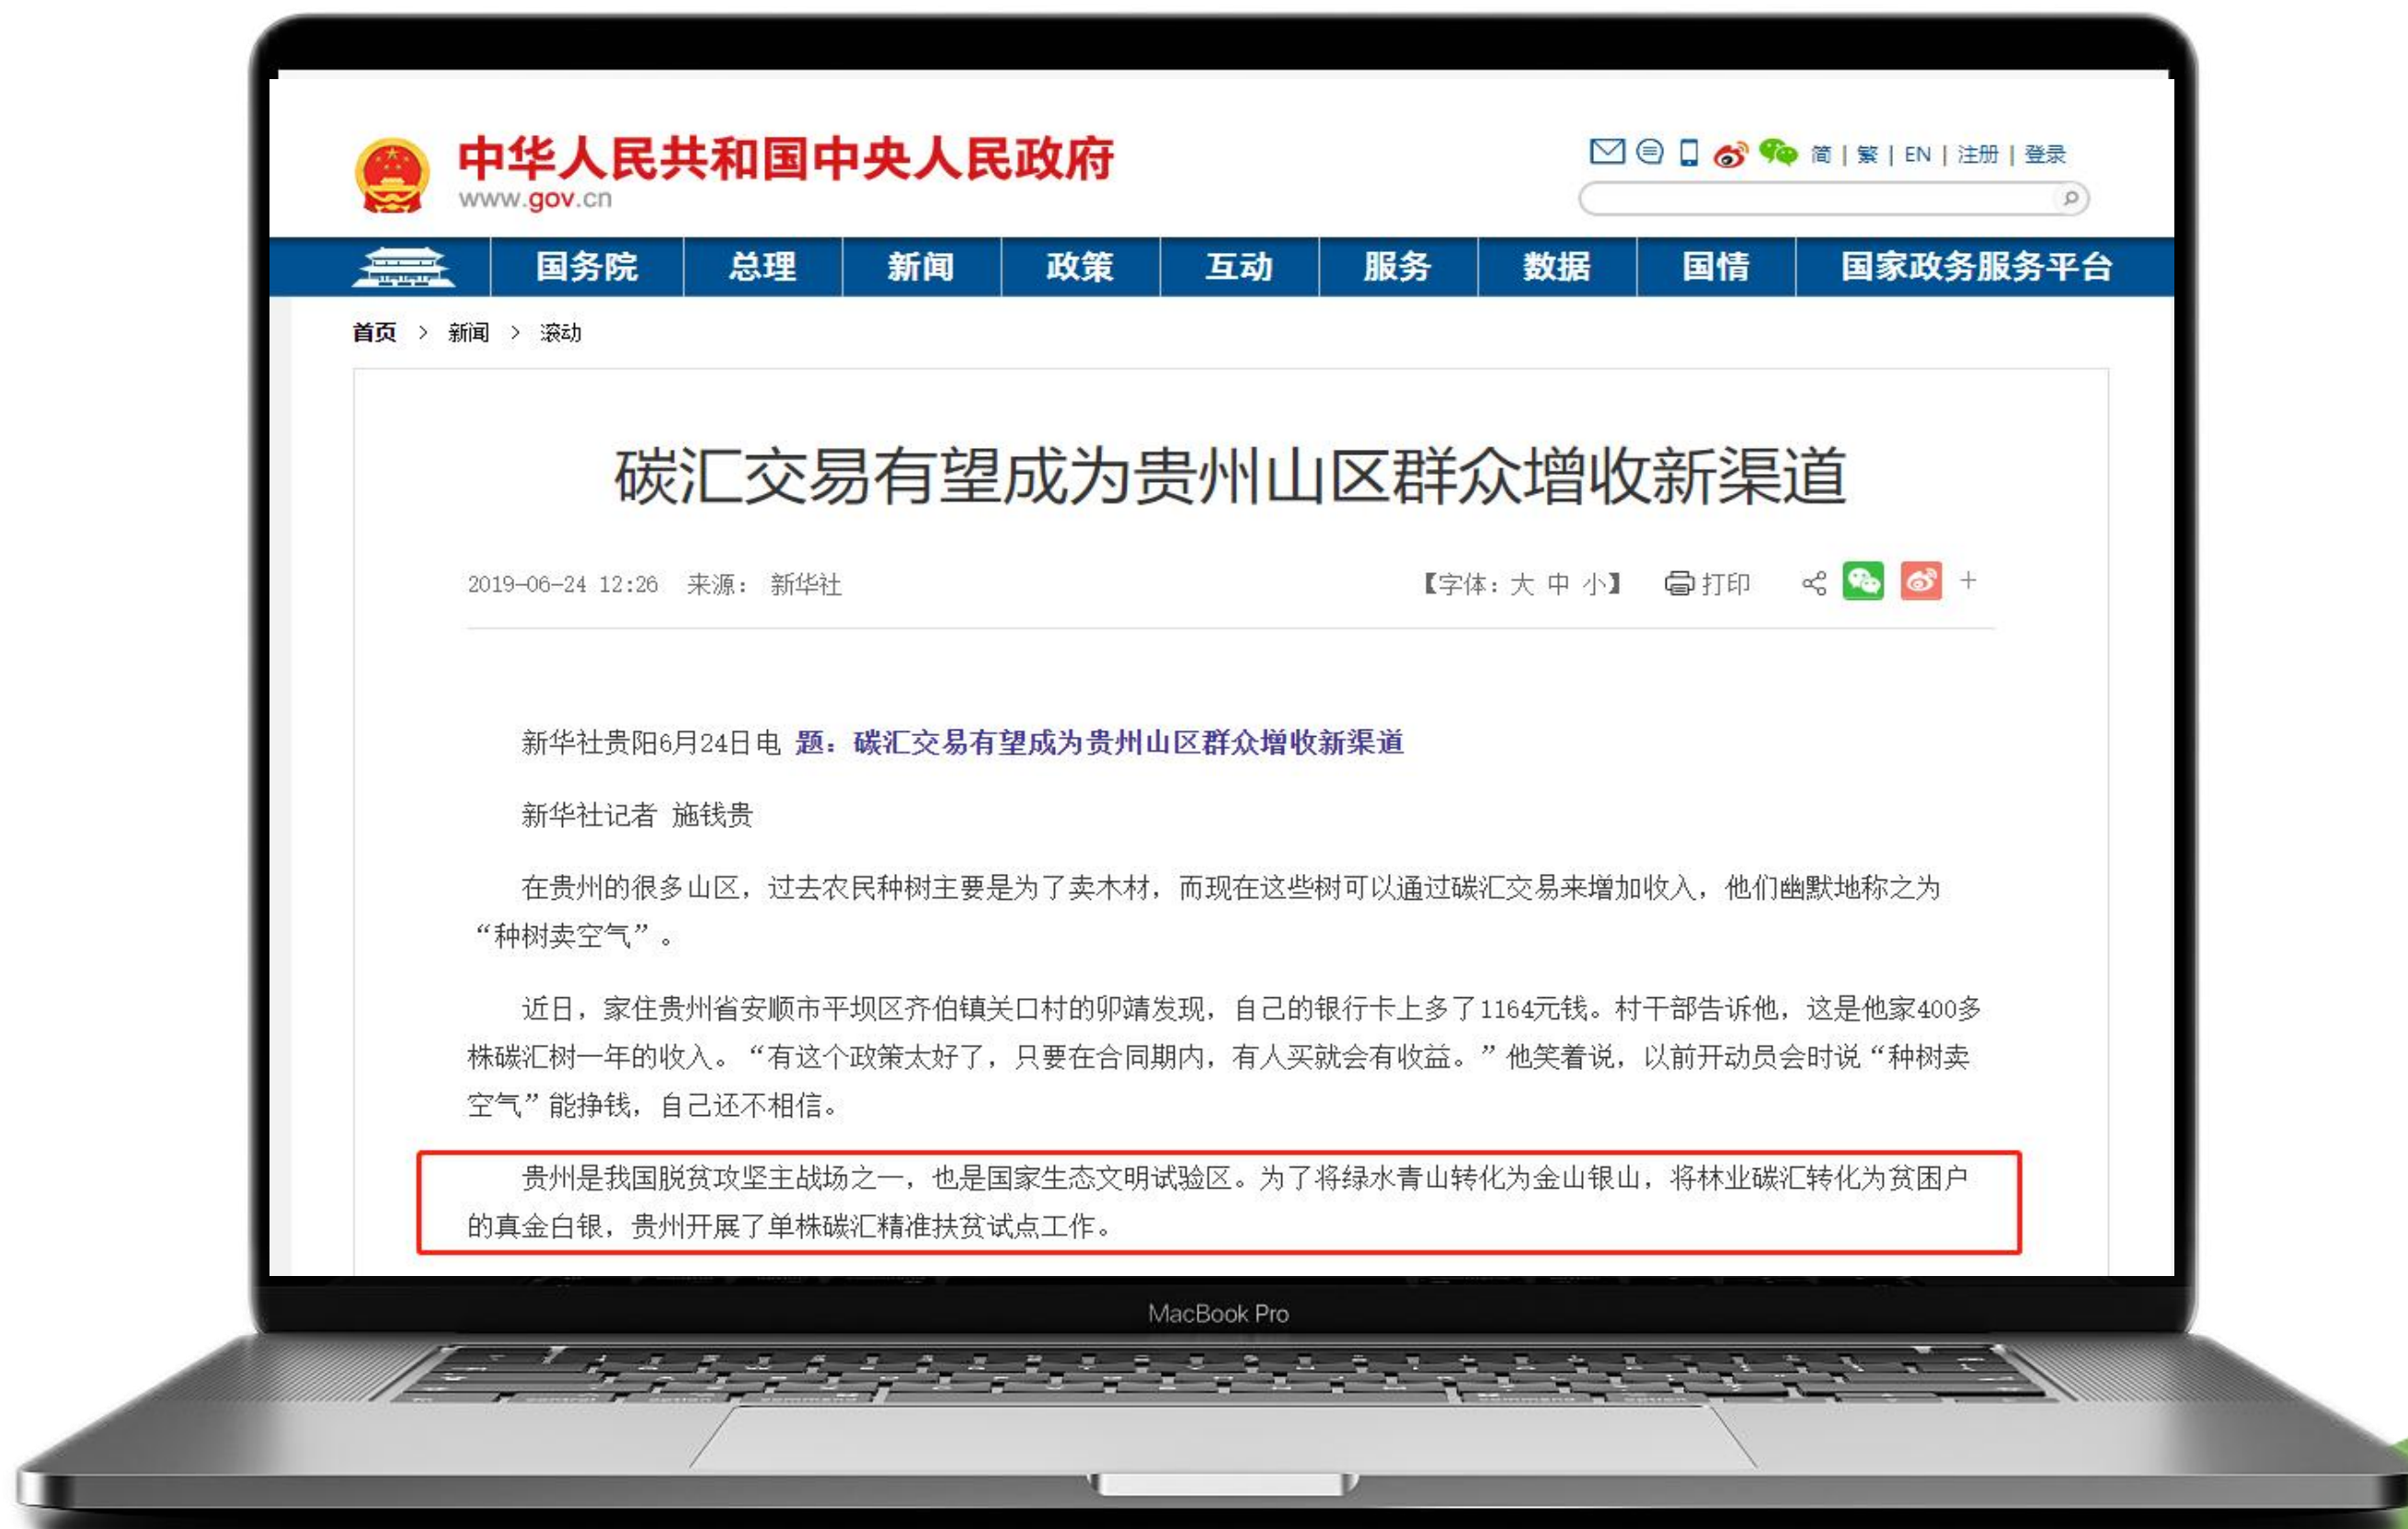 中华人民共和国中央人民政府
www.gov.cn
简 | 繁 | EN | 注册 | 登录
国务院 总理 新闻 政策 互动 服务 数据 国情 国家政务服务平台
首页 > 新闻 > 滚动
碳汇交易有望成为贵州山区群众增收新渠道
2019-06-24 12:26 来源： 新华社 【字体：大 中 小】 打印 +
新华社贵阳6月24日电 题：碳汇交易有望成为贵州山区群众增收新渠道
新华社记者 施钱贵
在贵州的很多山区，过去农民种树主要是为了卖木材，而现在这些树可以通过碳汇交易来增加收入，他们幽默地称之为
“种树卖空气”。
近日，家住贵州省安顺市平坝区齐伯镇关口村的卯靖发现，自己的银行卡上多了1164元钱。村干部告诉他，这是他家400多
株碳汇树一年的收入。“有这个政策太好了，只要在合同期内，有人买就会有收益。”他笑着说，以前开动员会时说“种树卖
空气”能挣钱，自己还不相信。
贵州是我国脱贫攻坚主战场之一，也是国家生态文明试验区。为了将绿水青山转化为金山银山，将林业碳汇转化为贫困户
的真金白银，贵州开展了单株碳汇精准扶贫试点工作。
MacBook Pro